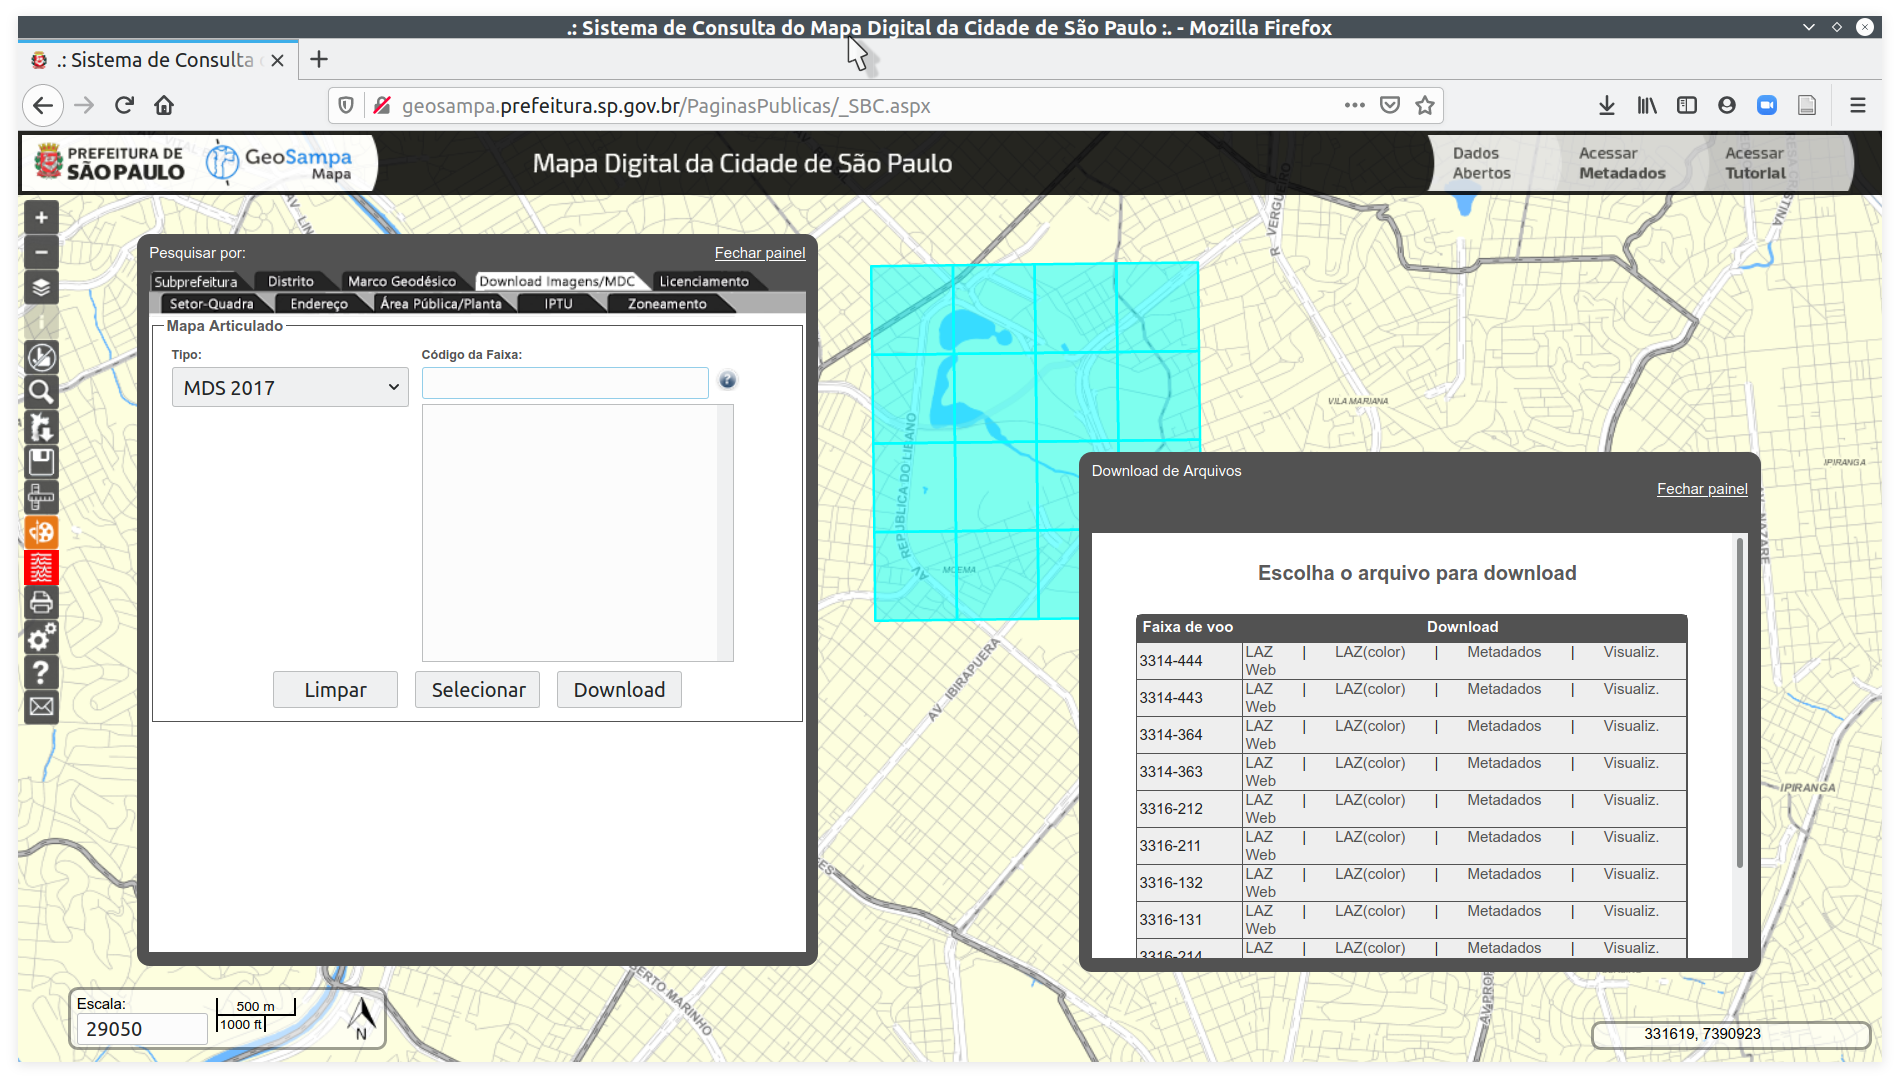 .: Sistema de Consulta do Mapa Digital da Cidade de São Paulo :. - Mozilla Firefox
.: Sistema de Consulta
geosampa.prefeitura.sp.gov.br/PaginasPublicas/_SBC.aspx
PREFEITURA DE
SÃO PAULO
GeoSampa
Mapa
Mapa Digital da Cidade de São Paulo
Dados
Abertos
Acessar
Metadados
Acessar
Tutorial
Pesquisar por:
Fechar painel
Subprefeitura
Distrito
Marco Geodésico
Download Imagens/MDC
Licenciamento
Setor-Quadra
Endereço
Área Pública/Planta
IPTU
Zoneamento
Mapa Articulado
Tipo:
Código da Faixa:
MDS 2017
Limpar
Selecionar
Download
R VERGUEIRO
VILA MARIANA
IPIRANGA
AV REPUBLICA DO LIBANO
MOEMA
AV IBIRAPUERA
IPIRANGA
Download de Arquivos
Fechar painel
Escolha o arquivo para download
Faixa de voo Download
3314-444 LAZ | LAZ(color) | Metadados | Visualiz.
Web
3314-443 LAZ | LAZ(color) | Metadados | Visualiz.
Web
3314-364 LAZ | LAZ(color) | Metadados | Visualiz.
Web
3314-363 LAZ | LAZ(color) | Metadados | Visualiz.
Web
3316-212 LAZ | LAZ(color) | Metadados | Visualiz.
Web
3316-211 LAZ | LAZ(color) | Metadados | Visualiz.
Web
3316-132 LAZ | LAZ(color) | Metadados | Visualiz.
Web
3316-131 LAZ | LAZ(color) | Metadados | Visualiz.
Web
3316-214 LAZ | LAZ(color) | Metadados | Visualiz.
BERTO MARINHO
Escala:
29050
500 m
1000 ft
N
331619, 7390923